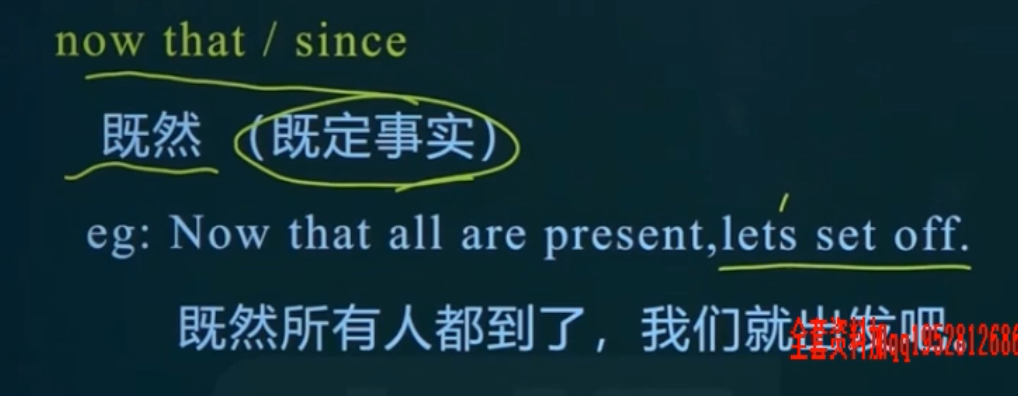 now that / since
既然 （既定事实）
eg: Now that all are present,let's set off.
既然所有人都到了，我们就出发吧。
全套资料加qq1952812686